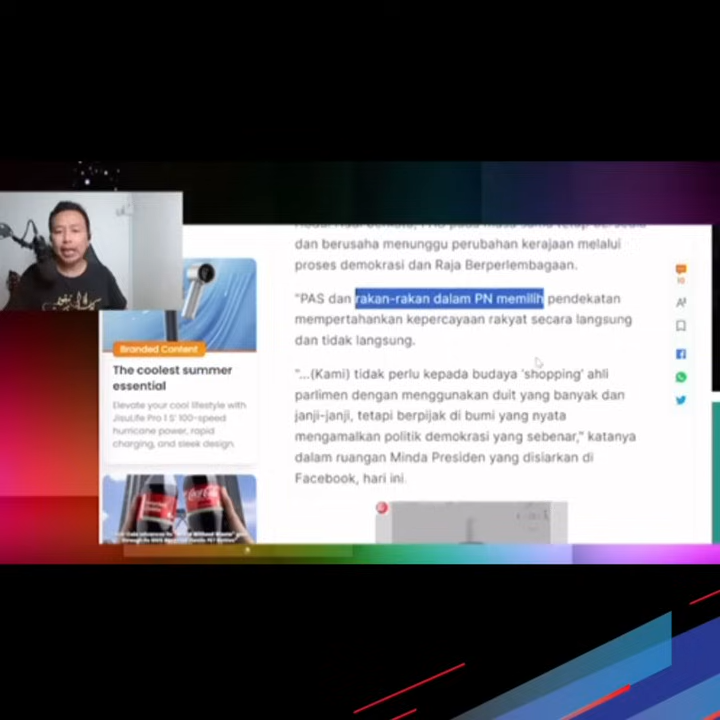 dan berusaha menunggu perubahan kerajaan melalui
proses demokrasi dan Raja Berperlembagaan.
"PAS dan rakan-rakan dalam PN memilih pendekatan
mempertahankan kepercayaan rakyat secara langsung
dan tidak langsung.
"...(Kami) tidak perlu kepada budaya 'shopping' ahli
parlimen dengan menggunakan duit yang banyak dan
janji-janji, tetapi berpijak di bumi yang nyata
mengamalkan politik demokrasi yang sebenar," katanya
dalam ruangan Minda Presiden yang disiarkan di
Facebook, hari ini.
Branded Content
The coolest summer
essential
Elevate your cool lifestyle with
JisuLife Pro 1 S' 100-speed
hurricane power, rapid
charging, and sleek design.
Coca-Cola
10